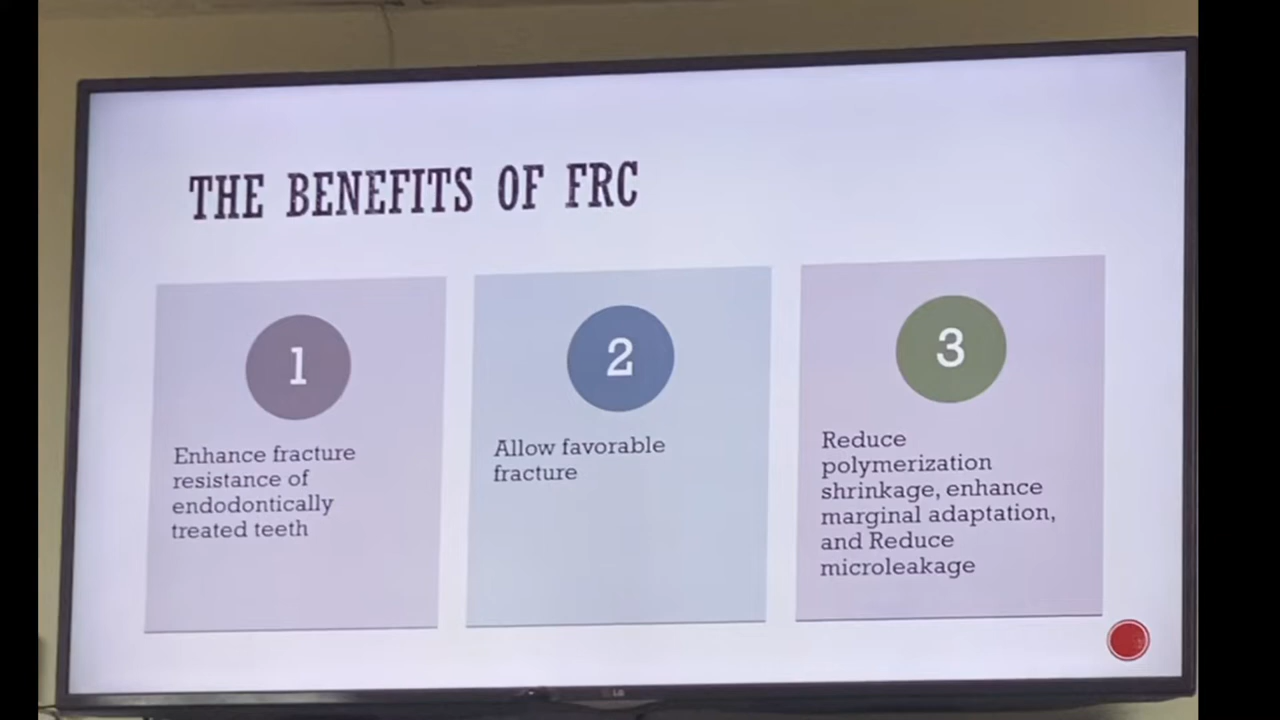 THE BENEFITS OF FRC
1
Enhance fracture
resistance of
endodontically
treated teeth
2
Allow favorable
fracture
3
Reduce
polymerization
shrinkage, enhance
marginal adaptation,
and Reduce
microleakage
LG